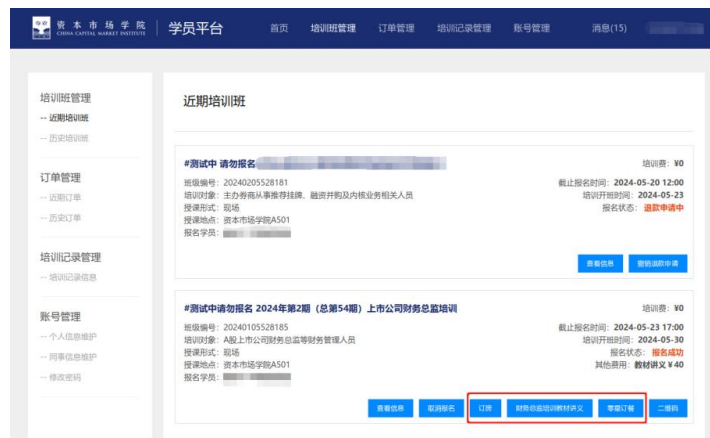 资本市场学院
CHINA CAPITAL MARKET INSTITUTE
学员平台
首页 培训班管理 订单管理 培训记录管理 账号管理 消息(15)
培训班管理
-- 近期培训班
-- 历史培训班
订单管理
-- 近期订单
-- 历史订单
培训记录管理
-- 培训记录信息
账号管理
-- 个人信息维护
-- 同事信息维护
-- 修改密码
近期培训班
#测试中 请勿报名
培训费：¥0
班级编号：20240205528181
截止报名时间：2024-05-20 12:00
培训对象：主办券商从事推荐挂牌、融资并购及内核业务相关人员
培训开班时间：2024-05-23
授课形式：现场
报名状态：退款申请中
授课地点：资本市场学院A501
报名学员：
查看信息 撤销退款申请
#测试中请勿报名 2024年第2期（总第54期）上市公司财务总监培训
培训费：¥0
班级编号：20240105528185
截止报名时间：2024-05-23 17:00
培训对象：A股上市公司财务总监等财务管理人员
培训开班时间：2024-05-30
授课形式：现场
报名状态：报名成功
授课地点：资本市场学院A501
其他费用：教材讲义 ¥ 40
报名学员：
查看信息 取消报名 订房 财务总监培训教材讲义 零星订餐 二维码